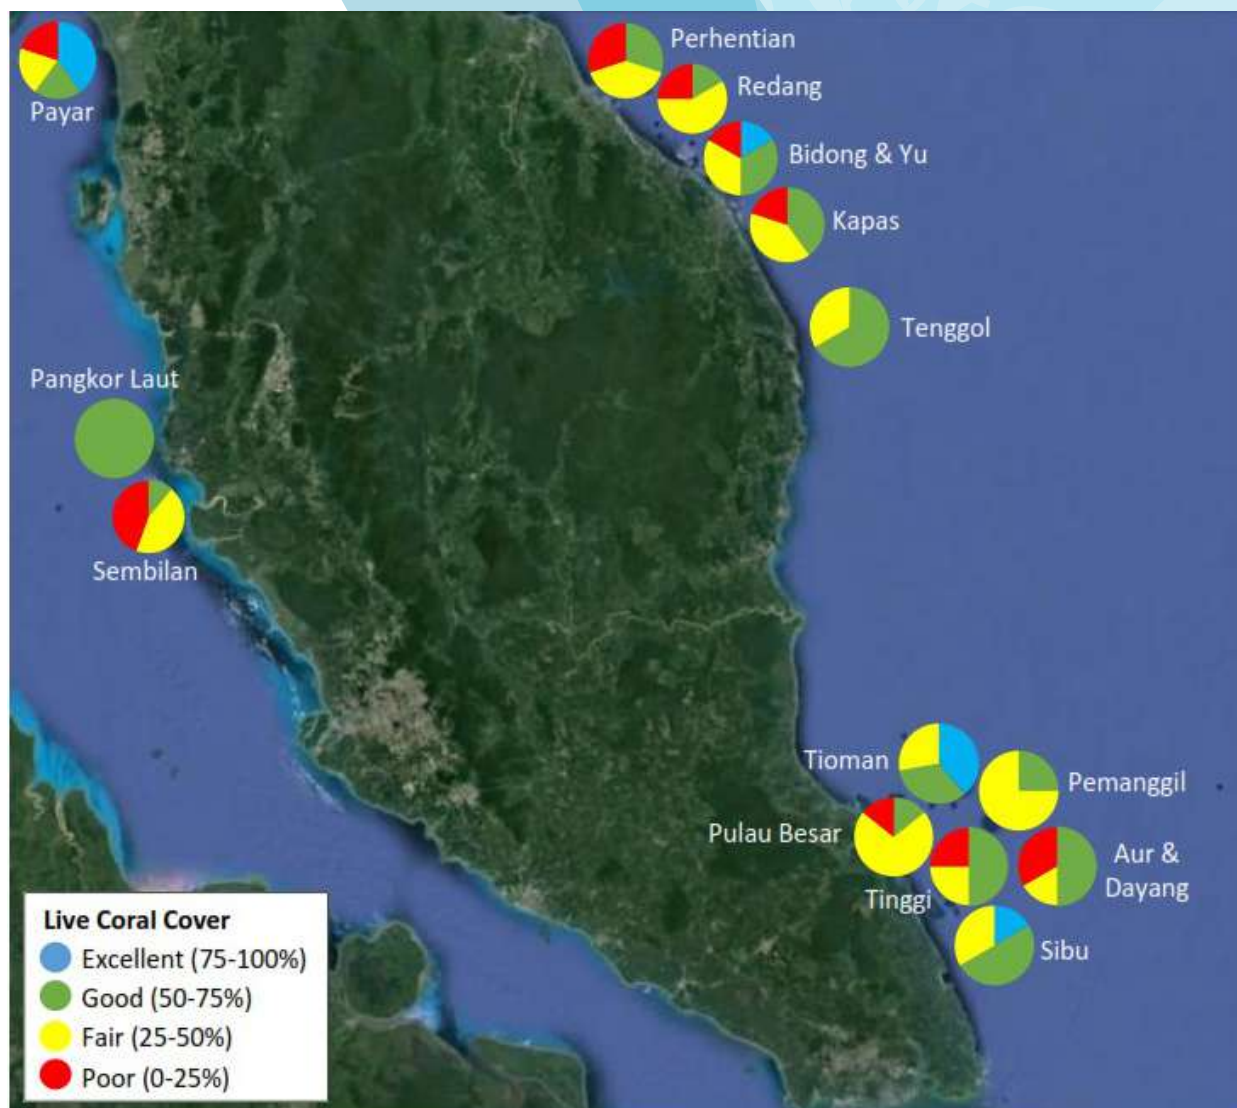 Perhentian
Redang
Payar
Bidong & Yu
Kapas
Tenggol
Pangkor Laut
Sembilan
Tioman
Pemanggil
Pulau Besar
Aur &
Dayang
Tinggi
Sibu
Live Coral Cover
Excellent (75-100%)
Good (50-75%)
Fair (25-50%)
Poor (0-25%)